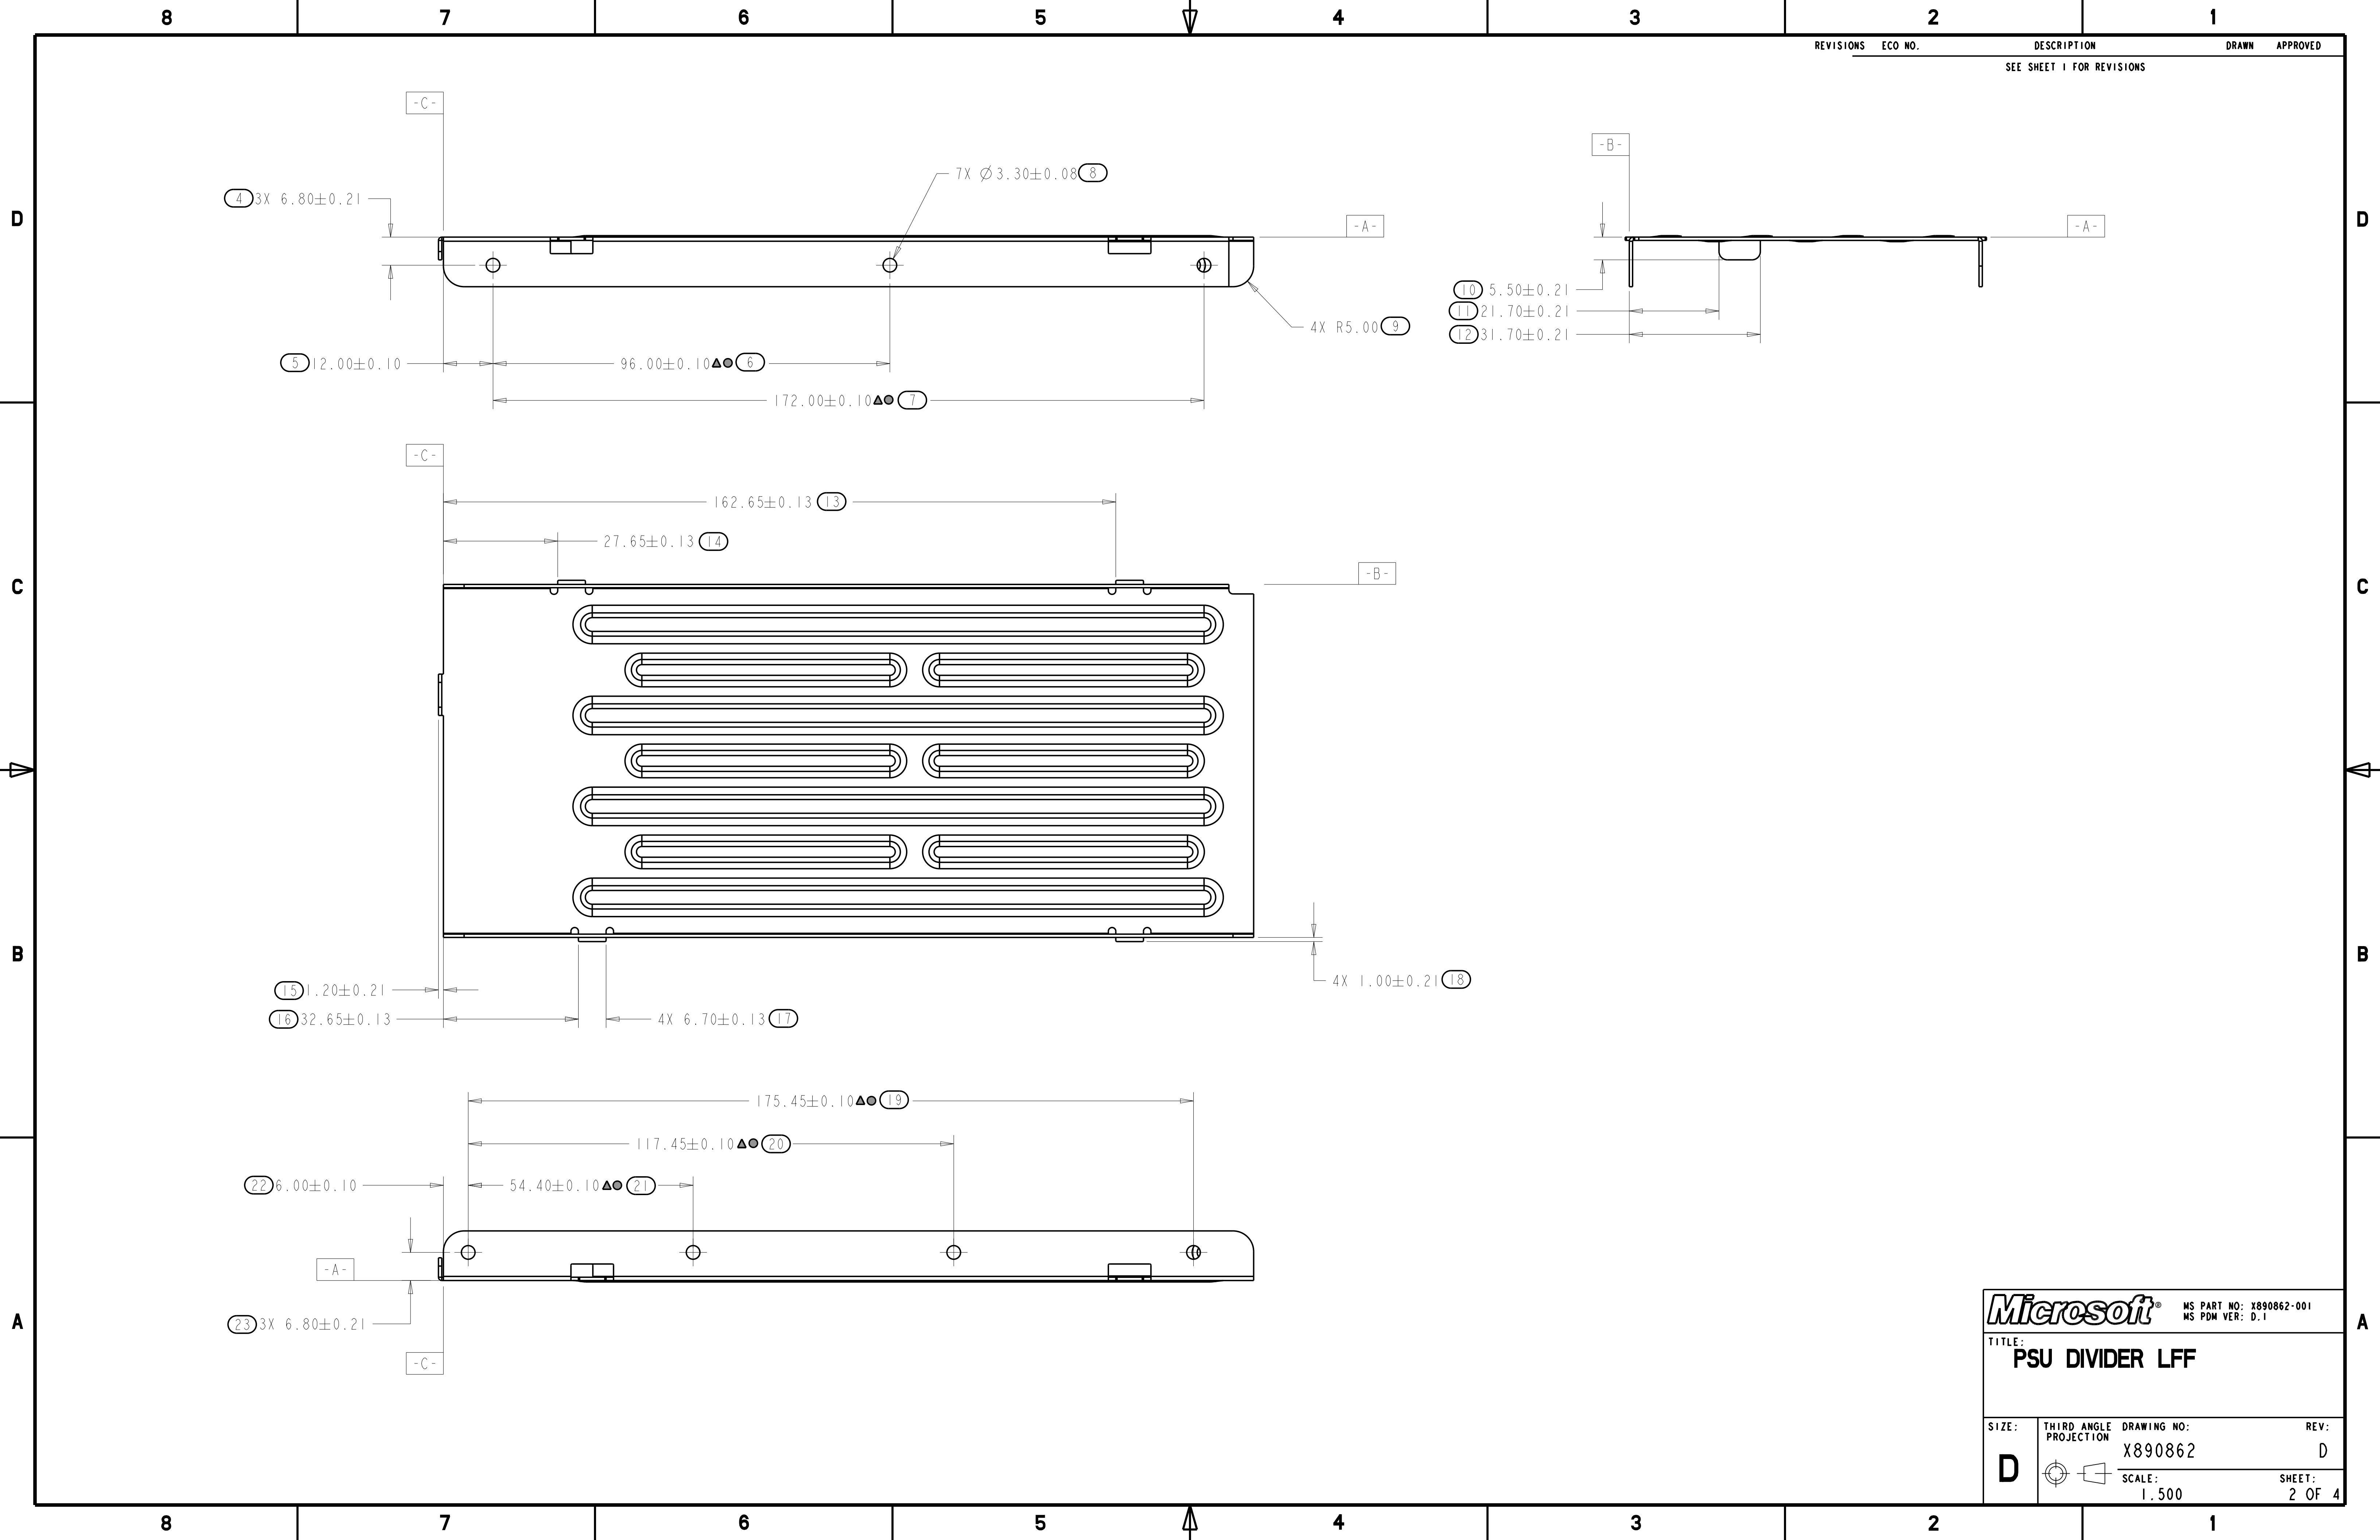 8 7 6 5 4 3 2 1
REVISIONS ECO NO. DESCRIPTION DRAWN APPROVED
SEE SHEET 1 FOR REVISIONS
-C-
-B-
7X Ø3.30±0.08 8
4 3X 6.80±0.21
D D
-A-
-A-
10 5.50±0.21
11 21.70±0.21
4X R5.00 9
12 31.70±0.21
5 12.00±0.10
96.00±0.10 6
172.00±0.10 7
-C-
162.65±0.13 13
27.65±0.13 14
-B-
C C
B B
4X 1.00±0.21 18
15 1.20±0.21
16 32.65±0.13
4X 6.70±0.13 17
175.45±0.10 19
117.45±0.10 20
22 6.00±0.10
54.40±0.10 21
-A-
23 3X 6.80±0.21
-C-
A A
Microsoft®
MS PART NO: X890862-001
MS PDM VER: D.1
TITLE:
PSU DIVIDER LFF
SIZE:
D
THIRD ANGLE
PROJECTION
DRAWING NO:
X890862
REV:
D
SCALE:
1.500
SHEET:
2 OF 4
8 7 6 5 4 3 2 1